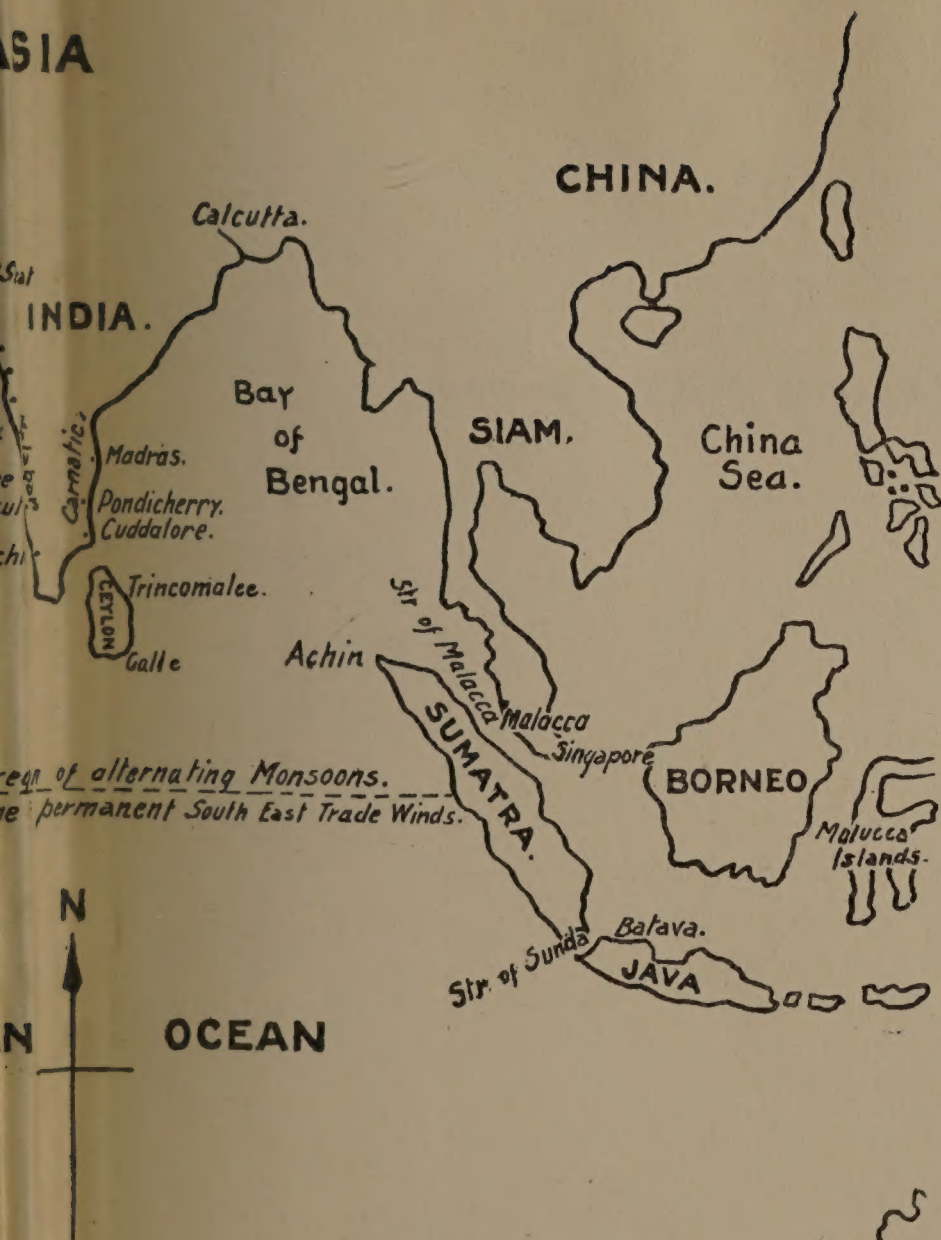 ASIA
CHINA.
Calcutta.
INDIA.
Bay
of
Bengal.
SIAM.
China
Sea.
Carnatic.
Madras.
Pondicherry.
Cuddalore.
Trincomalee.
CEYLON
Galle
Achin
Str of Malacca
Malacca
Singapore
SUMATRA.
BORNEO
Malucca
Islands.
of alternating Monsoons.
permanent South East Trade Winds.
N
Batava.
Str. of Sunda
JAVA
N OCEAN